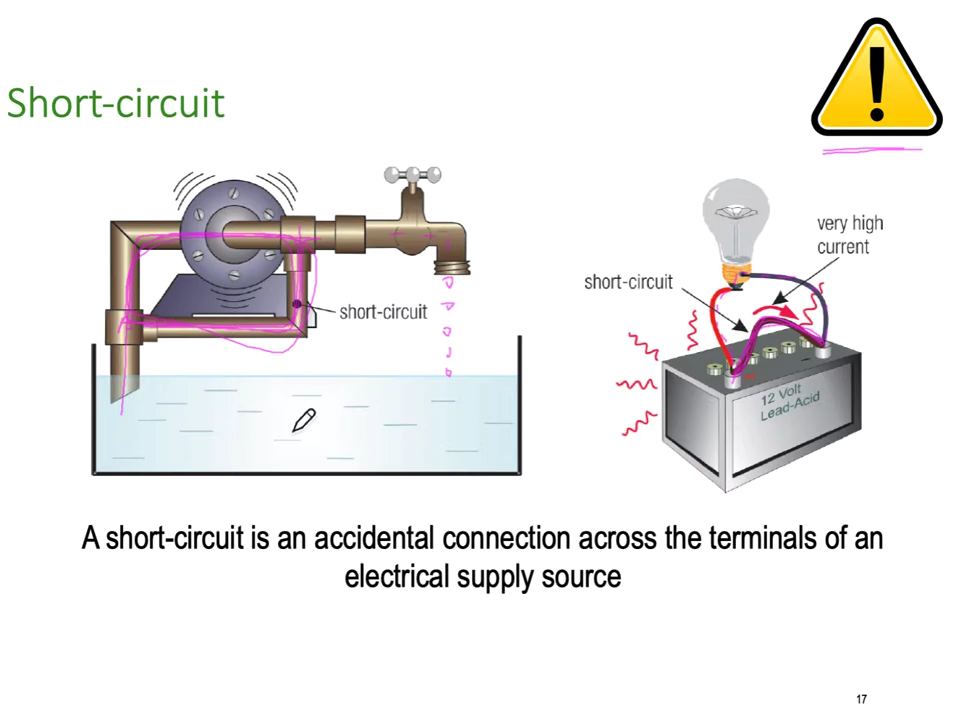 Short-circuit
short-circuit
short-circuit
very high
current
12 Volt
Lead-Acid
A short-circuit is an accidental connection across the terminals of an
electrical supply source
17